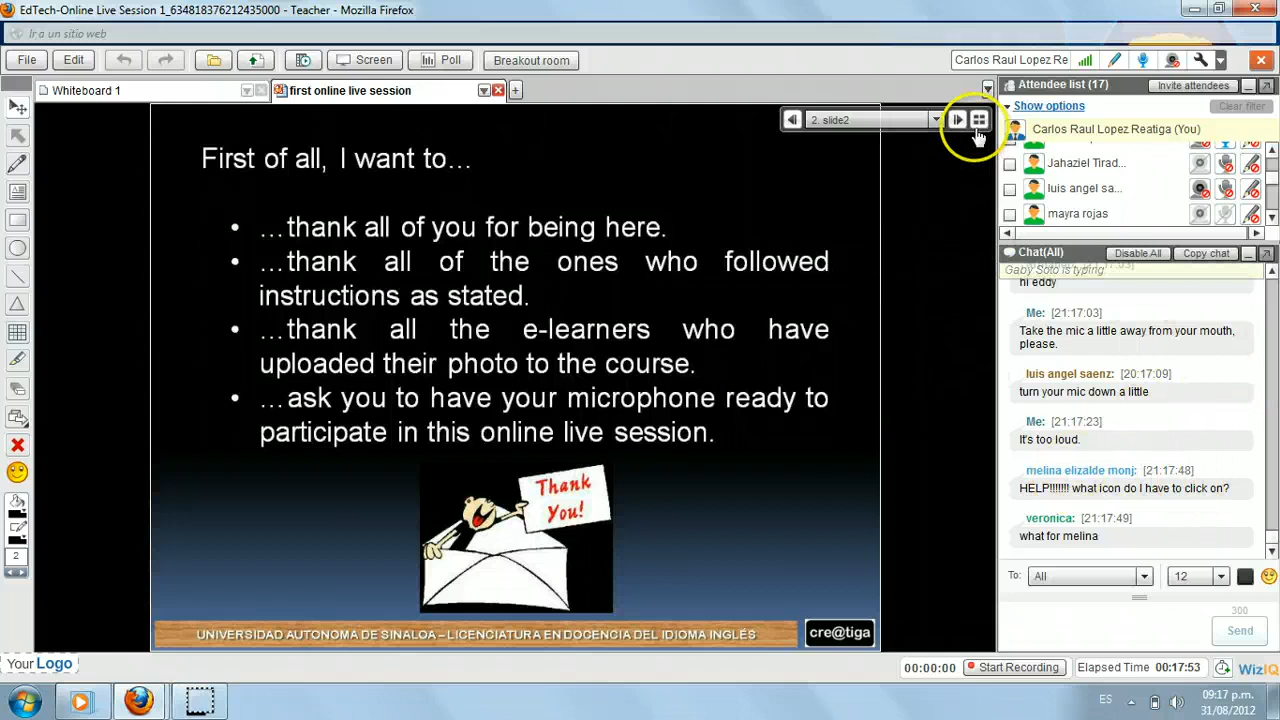 EdTech-Online Live Session 1_634818376212435000 - Teacher - Mozilla Firefox
Ir a un sitio web
File
Edit
Screen
Poll
Breakout room
Carlos Raul Lopez Re
Whiteboard 1
first online live session
2. slide2
Attendee list (17)
Invite attendees
Show options
Clear filter
Carlos Raul Lopez Reatiga (You)
Jahaziel Tirad...
luis angel sa...
mayra rojas
Chat(All)
Disable All
Copy chat
Gaby Soto is typing
hi eddy
Me: [21:17:03]
Take the mic a little away from your mouth,
please.
luis angel saenz: [20:17:09]
turn your mic down a little
Me: [21:17:23]
It's too loud.
melina elizalde monj: [21:17:48]
HELP!!!!!!! what icon do I have to click on?
veronica: [21:17:49]
what for melina
To:
All
12
300
Send
First of all, I want to…
• …thank all of you for being here.
• …thank all of the ones who followed
instructions as stated.
• …thank all the e-learners who have
uploaded their photo to the course.
• …ask you to have your microphone ready to
participate in this online live session.
Thank
You!
UNIVERSIDAD AUTONOMA DE SINALOA – LICENCIATURA EN DOCENCIA DEL IDIOMA INGLÉS
cre@tiga
2
Your Logo
00:00:00
Start Recording
Elapsed Time 00:17:53
WizIQ
ES
09:17 p.m.
31/08/2012